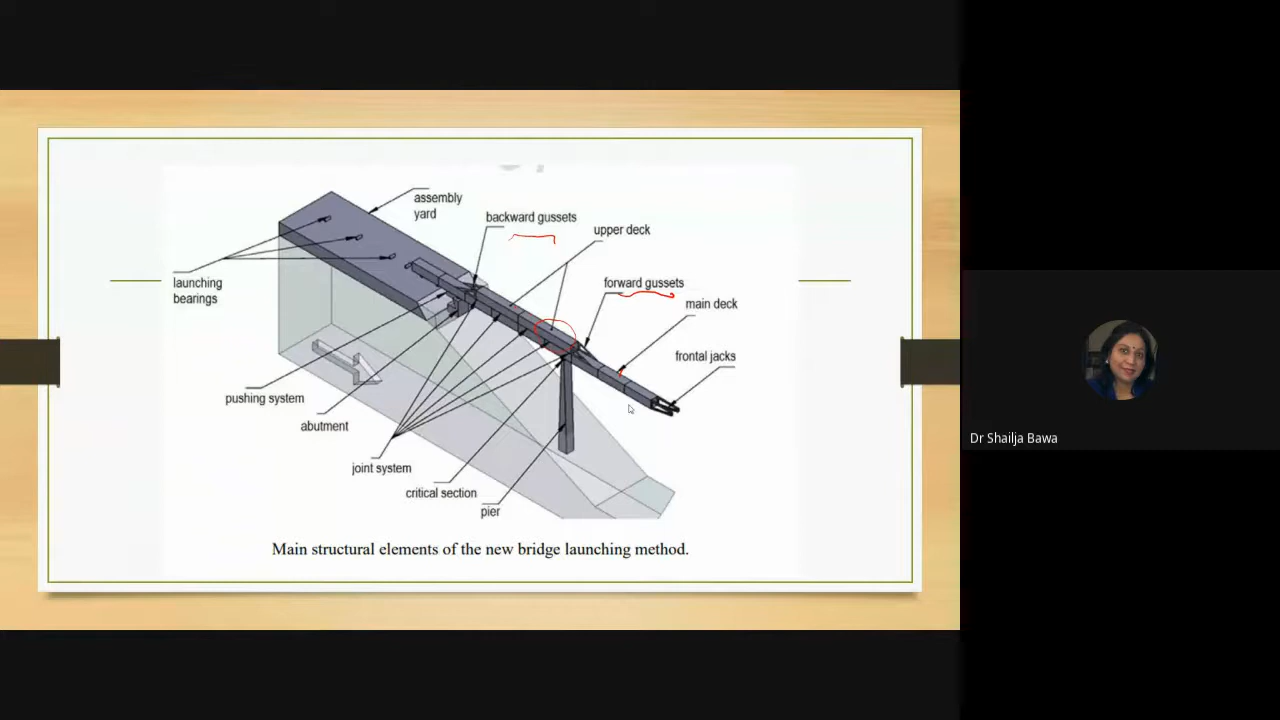 assembly
yard
backward gussets
upper deck
launching
bearings
forward gussets
main deck
frontal jacks
pushing system
abutment
joint system
critical section
pier
Main structural elements of the new bridge launching method.
Dr Shailja Bawa